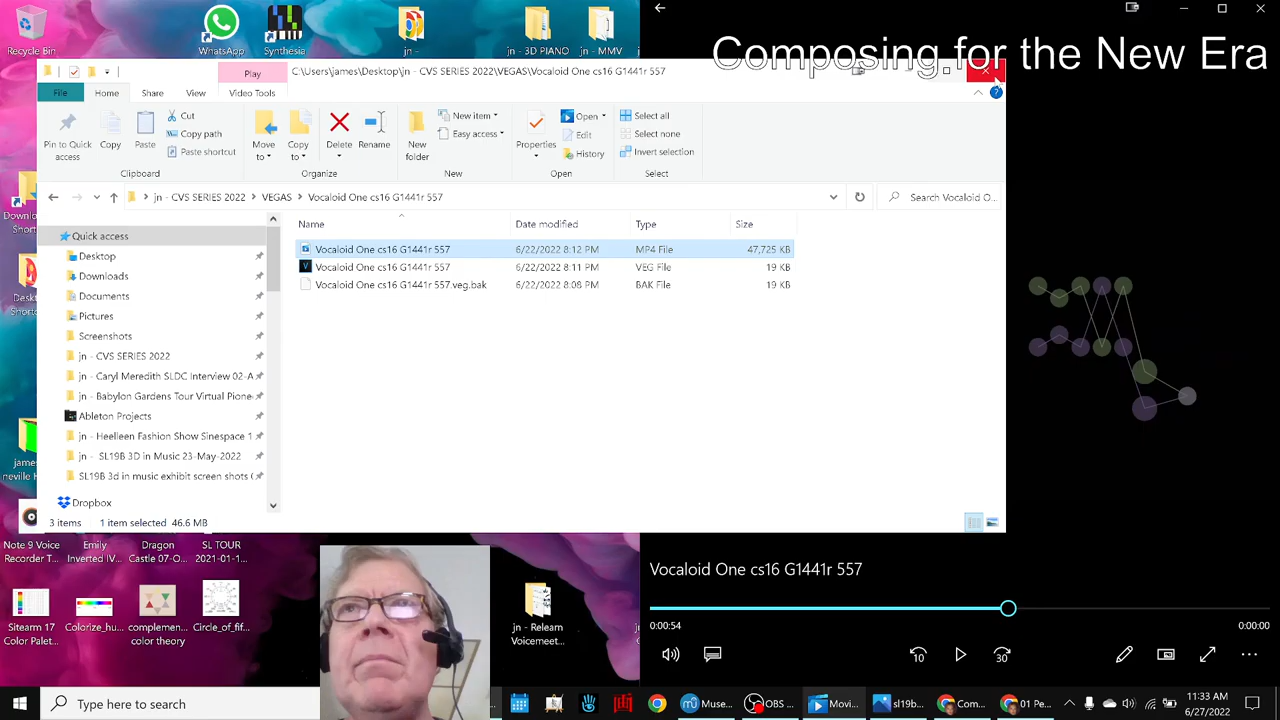 Recycle Bin
WhatsApp
Synthesia
jn -
jn - 3D PIANO
jn - MMV
Composing for the New Era
Play
C:\Users\james\Desktop\jn - CVS SERIES 2022\VEGAS\Vocaloid One cs16 G1441r 557
File
Home
Share
View
Video Tools
Pin to Quick access
Copy
Paste
Cut
Copy path
Paste shortcut
Move to
Copy to
Delete
Rename
New folder
New item
Easy access
Properties
Open
Edit
History
Select all
Select none
Invert selection
Clipboard
Organize
New
Open
Select
jn - CVS SERIES 2022 > VEGAS > Vocaloid One cs16 G1441r 557
Search Vocaloid O...
Name
Date modified
Type
Size
Vocaloid One cs16 G1441r 557 6/22/2022 8:12 PM MP4 File 47,725 KB
Vocaloid One cs16 G1441r 557 6/22/2022 8:11 PM VEG File 19 KB
Vocaloid One cs16 G1441r 557.veg.bak 6/22/2022 8:08 PM BAK File 19 KB
Quick access
Desktop
Downloads
Documents
Pictures
Screenshots
jn - CVS SERIES 2022
jn - Caryl Meredith SLDC Interview 02-A
jn - Babylon Gardens Tour Virtual Pione
Ableton Projects
jn - Heelleen Fashion Show Sinespace 1
jn - SL19B 3D in Music 23-May-2022
SL19B 3d in music exhibit screen shots (
Dropbox
3 items 1 item selected 46.6 MB
Note 9 Voice Recorder T...
Emily Inverted IV...
Dragon Castle 07-O...
SL TOUR 2021-01-1...
Sitearm 17 Color Palet...
Colorize_hu...
complemen... color theory
Circle_of_fif...
jn - Relearn Voicemeet...
Vocaloid One cs16 G1441r 557
0:00:54
0:00:00
10
30
Type here to search
Muse...
OBS ...
Movi...
sl19b...
Com...
01 Pe...
11:33 AM
6/27/2022